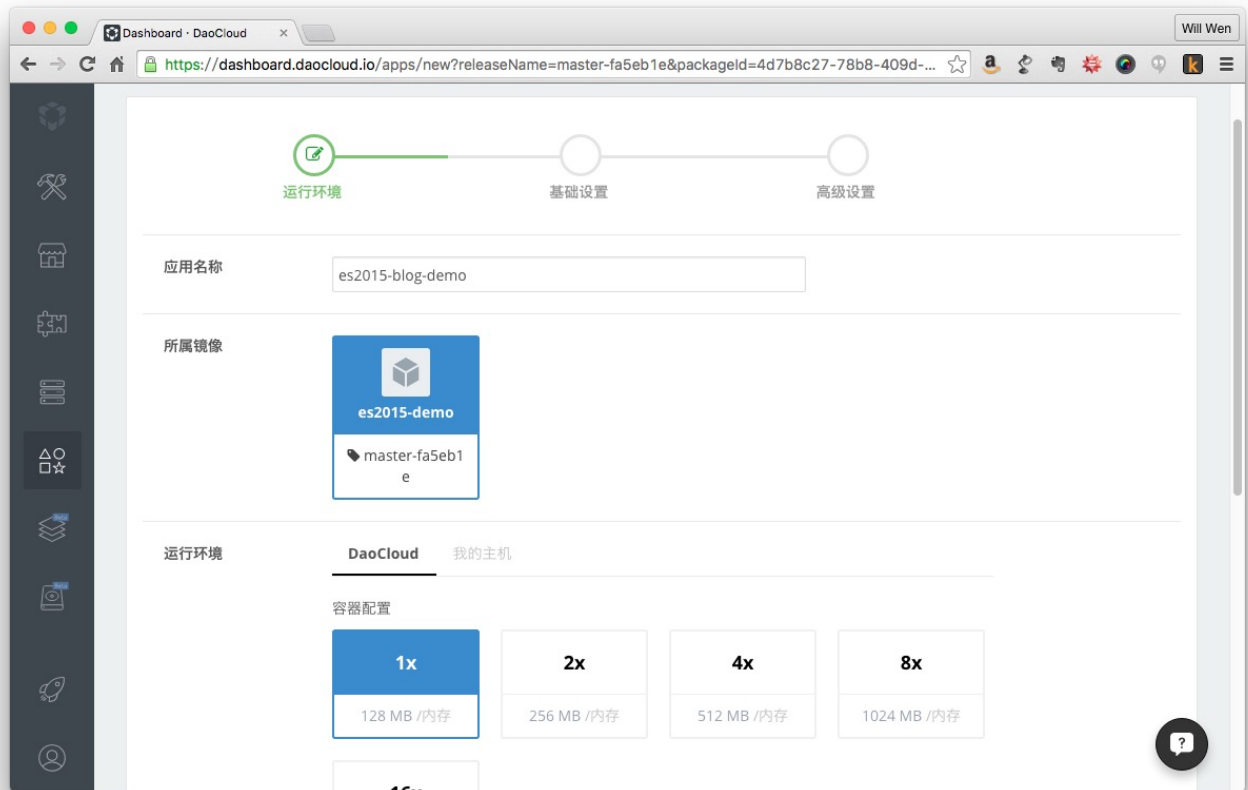 Dashboard · DaoCloud
Will Wen
https://dashboard.daocloud.io/apps/new?releaseName=master-fa5eb1e&packageId=4d7b8c27-78b8-409d-...
运行环境
基础设置
高级设置
应用名称
es2015-blog-demo
所属镜像
es2015-demo
master-fa5eb1
e
Beta
运行环境
DaoCloud
我的主机
Beta
容器配置
1x
2x
4x
8x
128 MB /内存
256 MB /内存
512 MB /内存
1024 MB /内存